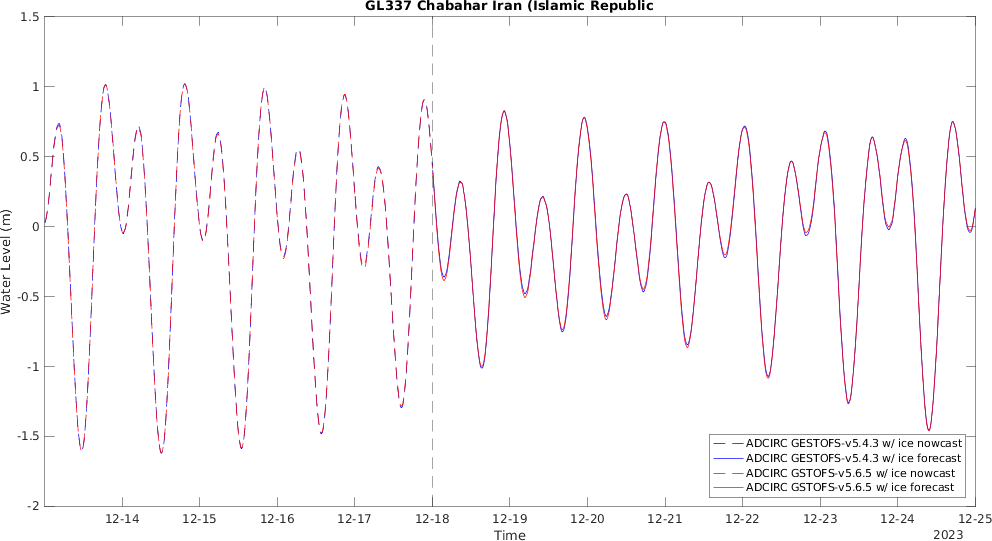 GL337 Chabahar Iran (Islamic Republic
1.5
1
0.5
0
-0.5
-1
-1.5
-2
Water Level (m)
12-14 12-15 12-16 12-17 12-18 12-19 12-20 12-21 12-22 12-23 12-24 12-25
2023
Time
ADCIRC GESTOFS-v5.4.3 w/ ice nowcast
ADCIRC GESTOFS-v5.4.3 w/ ice forecast
ADCIRC GSTOFS-v5.6.5 w/ ice nowcast
ADCIRC GSTOFS-v5.6.5 w/ ice forecast